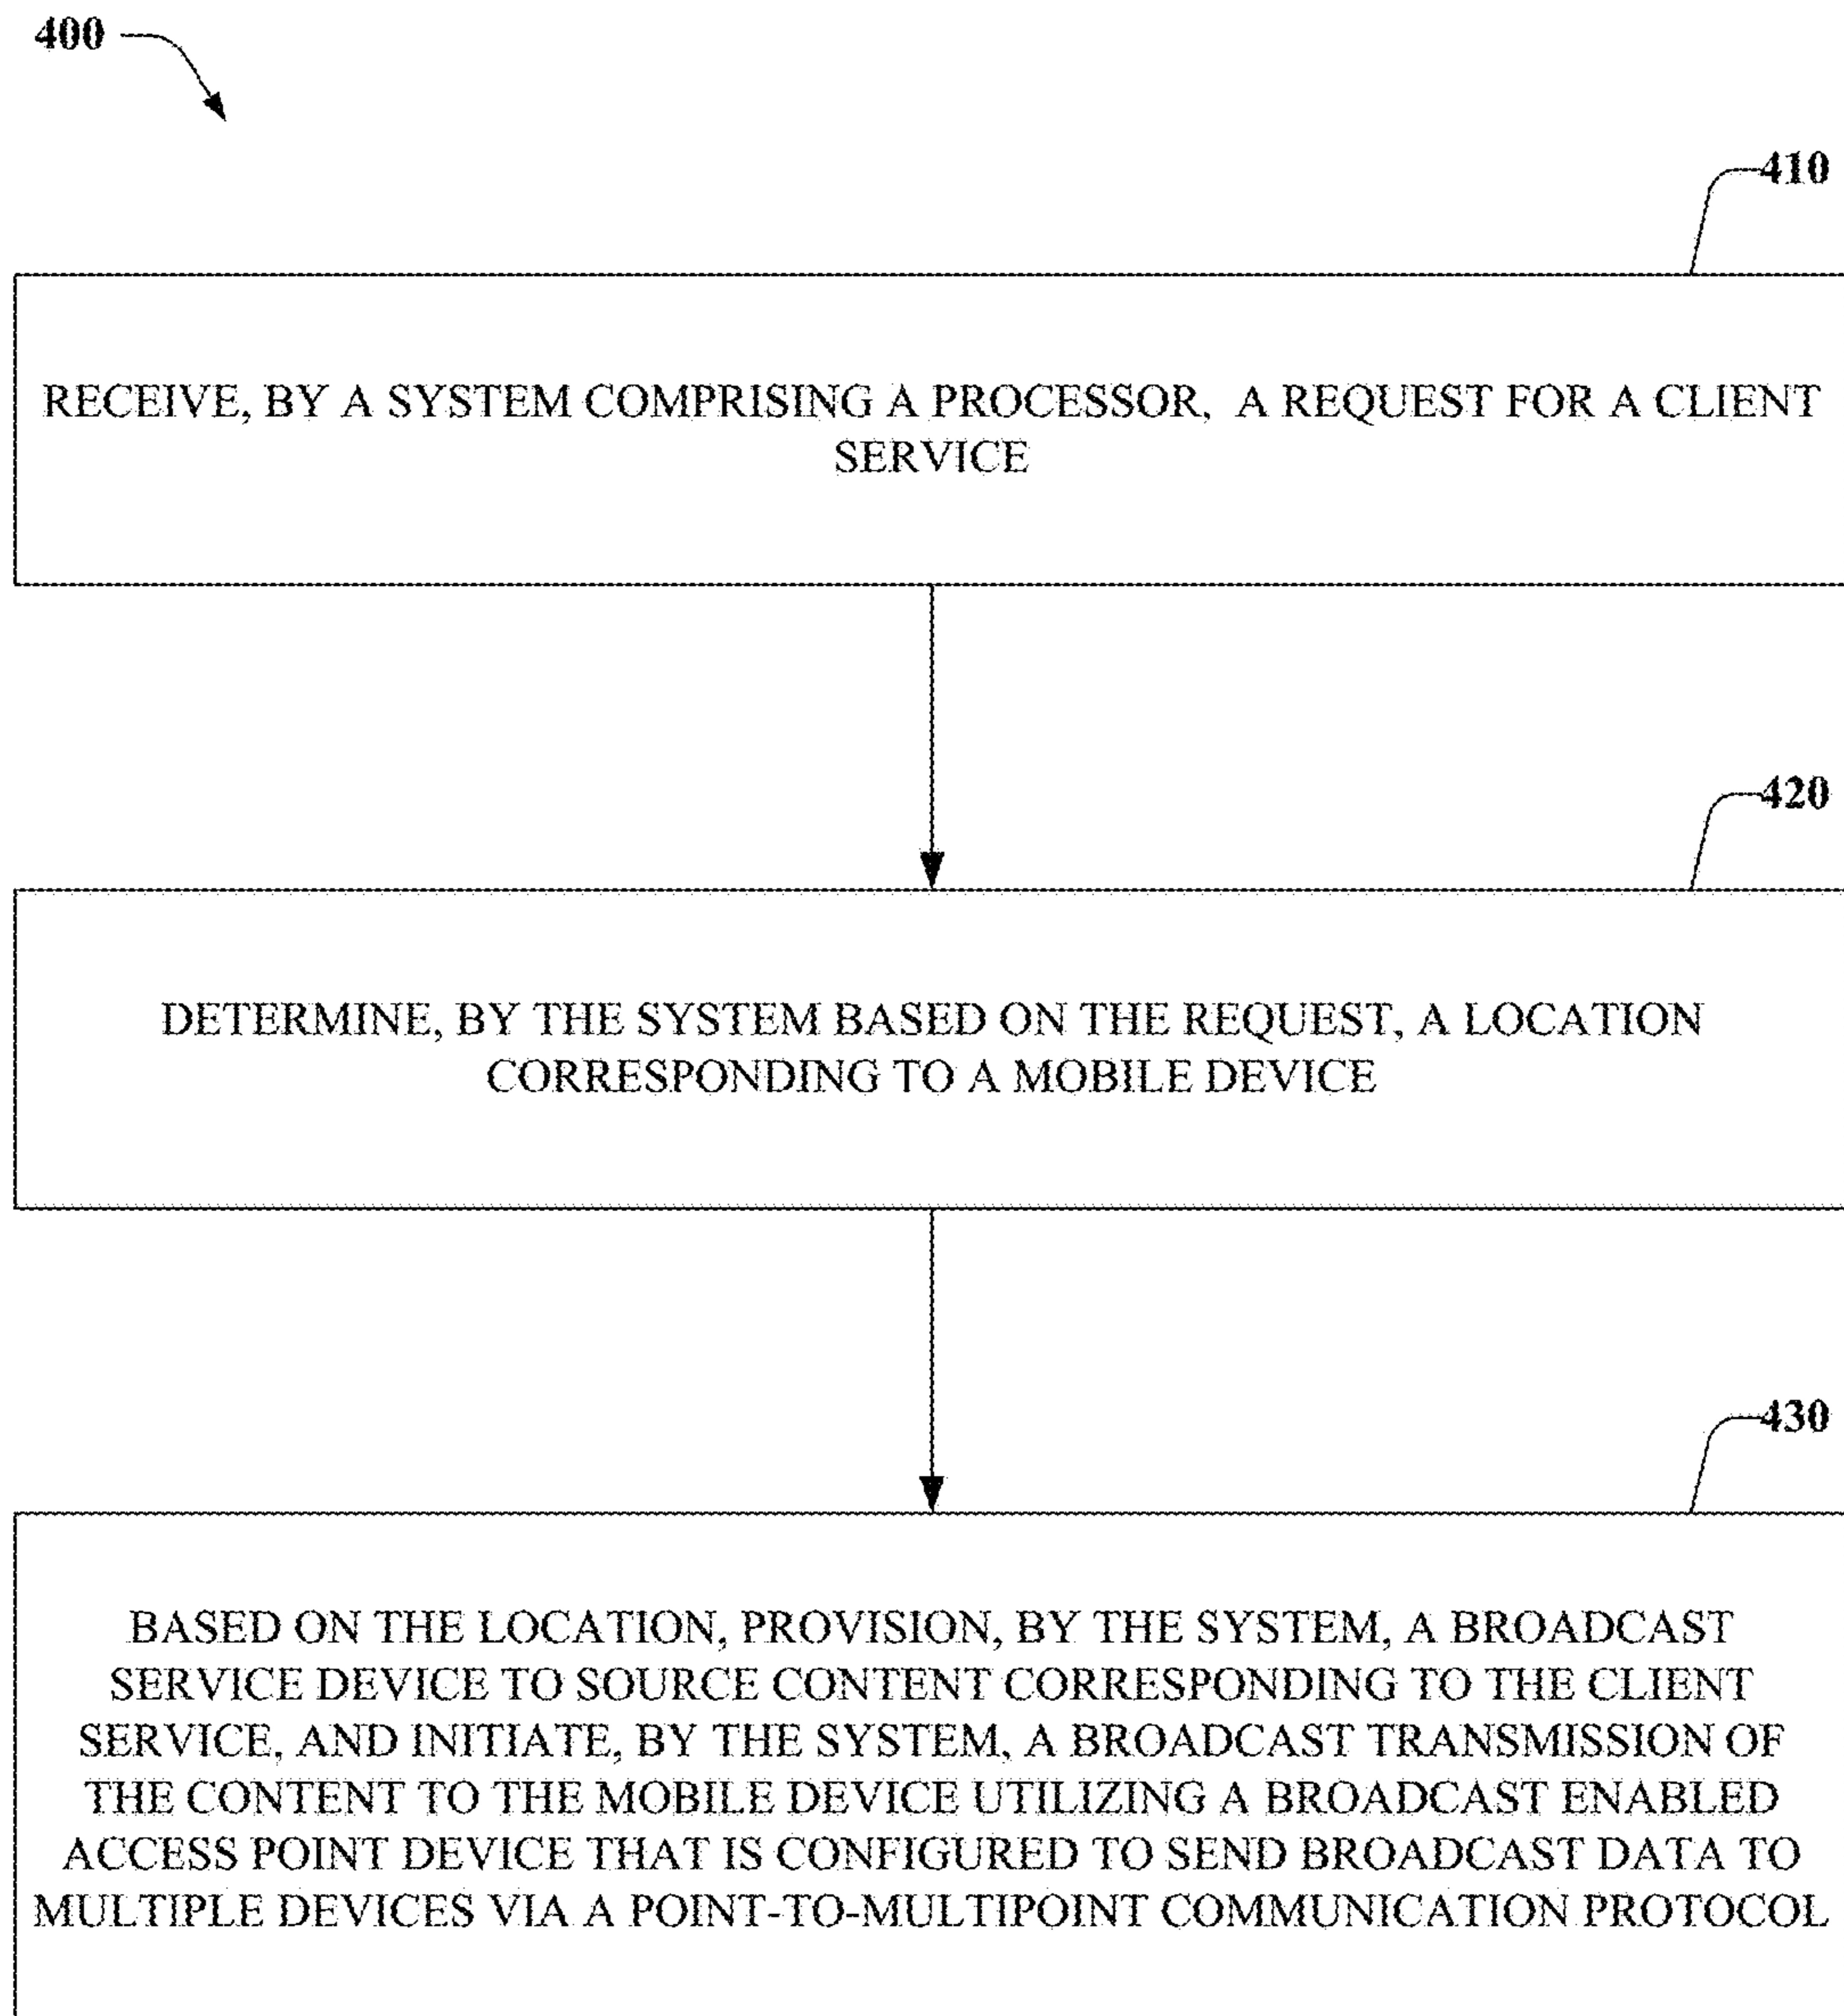 400
410
RECEIVE, BY A SYSTEM COMPRISING A PROCESSOR, A REQUEST FOR A CLIENT
SERVICE
420
DETERMINE, BY THE SYSTEM BASED ON THE REQUEST, A LOCATION
CORRESPONDING TO A MOBILE DEVICE
430
BASED ON THE LOCATION, PROVISION, BY THE SYSTEM, A BROADCAST
SERVICE DEVICE TO SOURCE CONTENT CORRESPONDING TO THE CLIENT
SERVICE, AND INITIATE, BY THE SYSTEM, A BROADCAST TRANSMISSION OF
THE CONTENT TO THE MOBILE DEVICE UTILIZING A BROADCAST ENABLED
ACCESS POINT DEVICE THAT IS CONFIGURED TO SEND BROADCAST DATA TO
MULTIPLE DEVICES VIA A POINT-TO-MULTIPOINT COMMUNICATION PROTOCOL